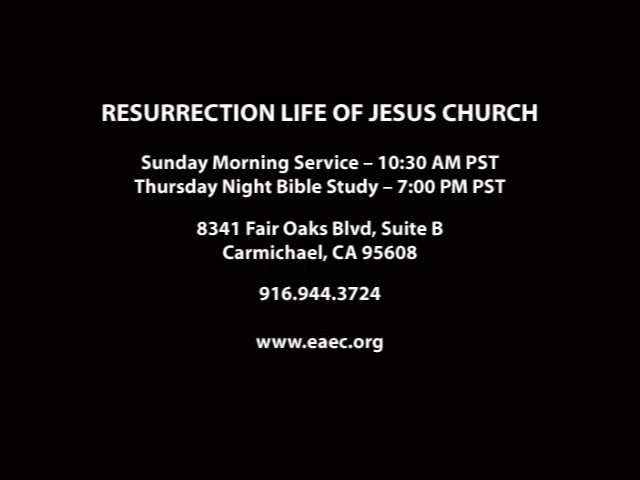 RESURRECTION LIFE OF JESUS CHURCH
Sunday Morning Service – 10:30 AM PST
Thursday Night Bible Study – 7:00 PM PST
8341 Fair Oaks Blvd, Suite B
Carmichael, CA 95608
916.944.3724
www.eaec.org